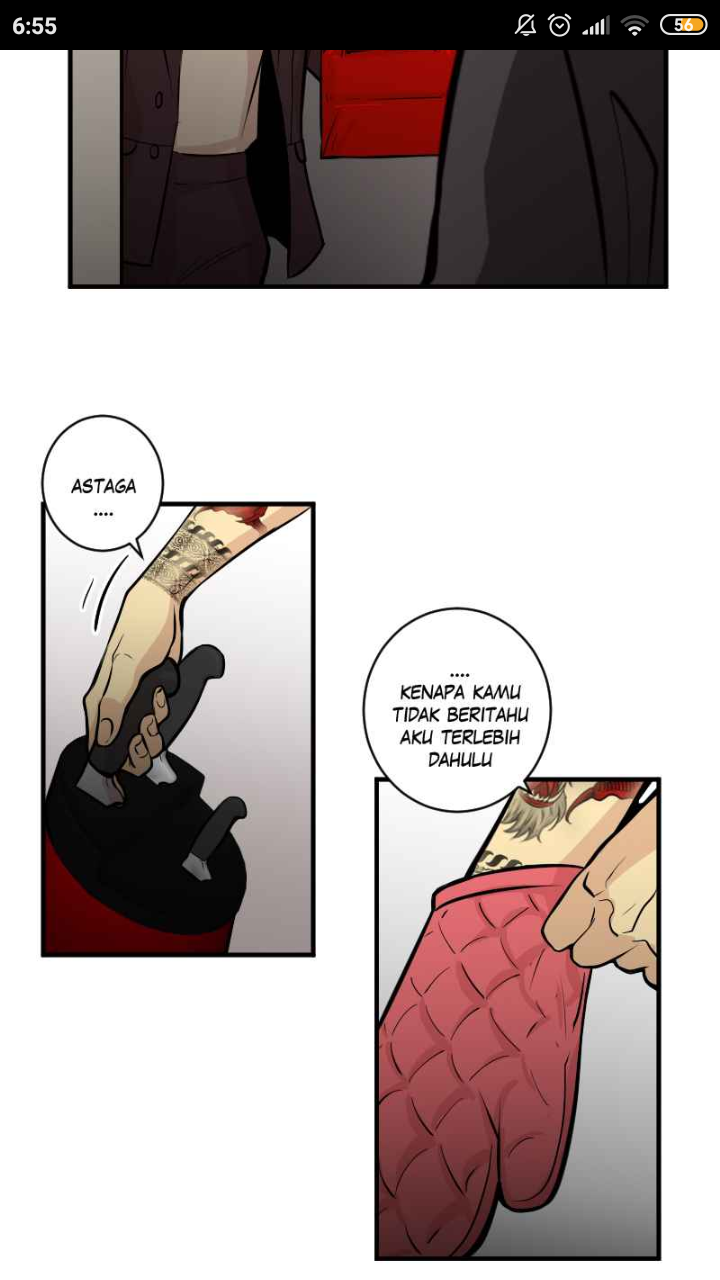 6:55
56
ASTAGA
....
....
KENAPA KAMU
TIDAK BERITAHU
AKU TERLEBIH
DAHULU